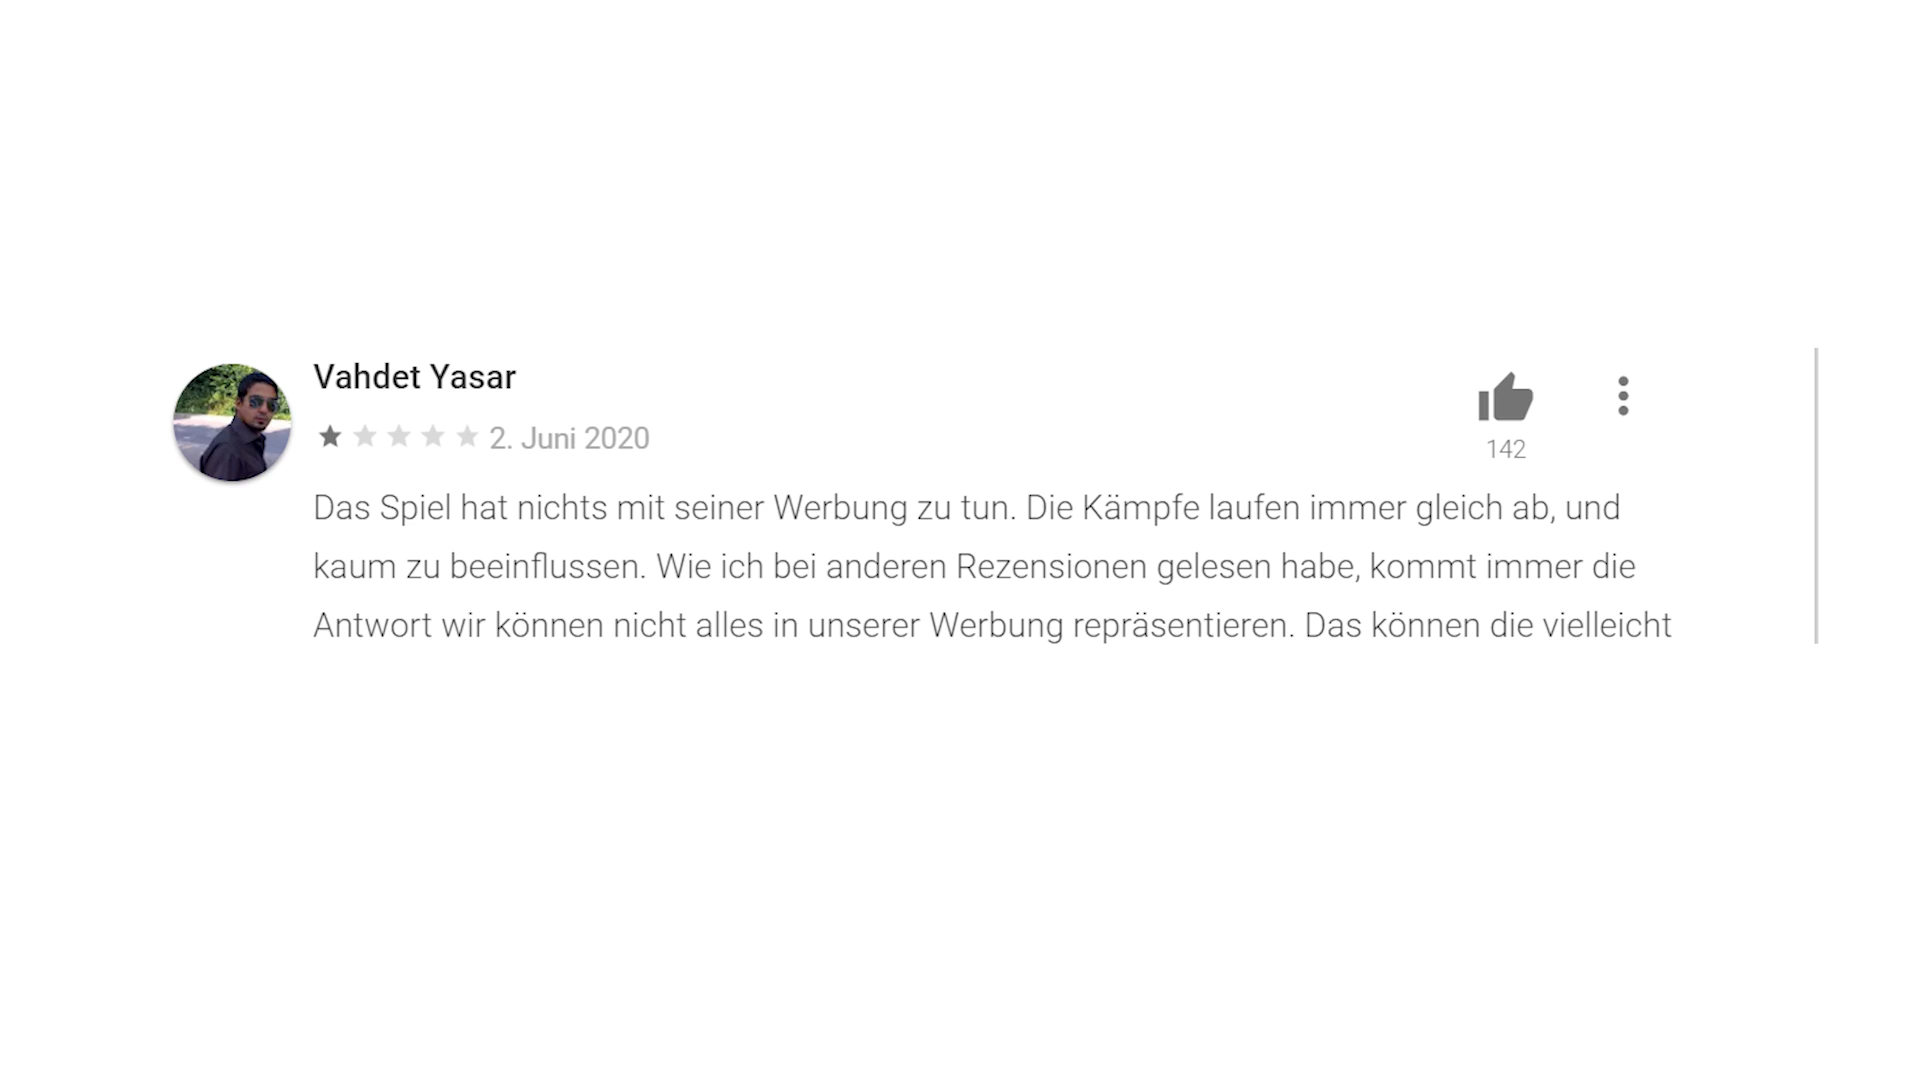 Vahdet Yasar
2. Juni 2020
142
Das Spiel hat nichts mit seiner Werbung zu tun. Die Kämpfe laufen immer gleich ab, und
kaum zu beeinflussen. Wie ich bei anderen Rezensionen gelesen habe, kommt immer die
Antwort wir können nicht alles in unserer Werbung repräsentieren. Das können die vielleicht